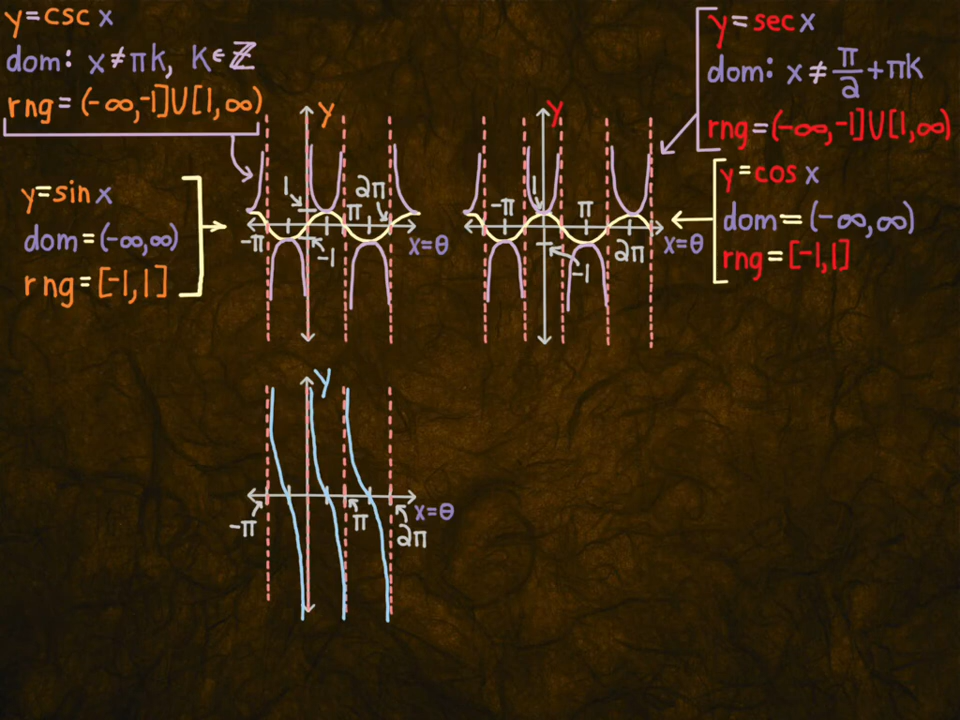 y=csc x
dom: x≠πk, K∈ℤ
rng=(-∞,-1]U[1,∞)
y=sin x
dom=(-∞,∞)
rng=[-1,1]
y
1
2π
π
-π
-1
x=θ
y
1
-π
π
-1
2π
x=θ
y=sec x
dom: x≠π/2+πK
rng=(-∞,-1]U[1,∞)
y=cos x
dom=(-∞,∞)
rng=[-1,1]
y
-π
π
x=θ
2π